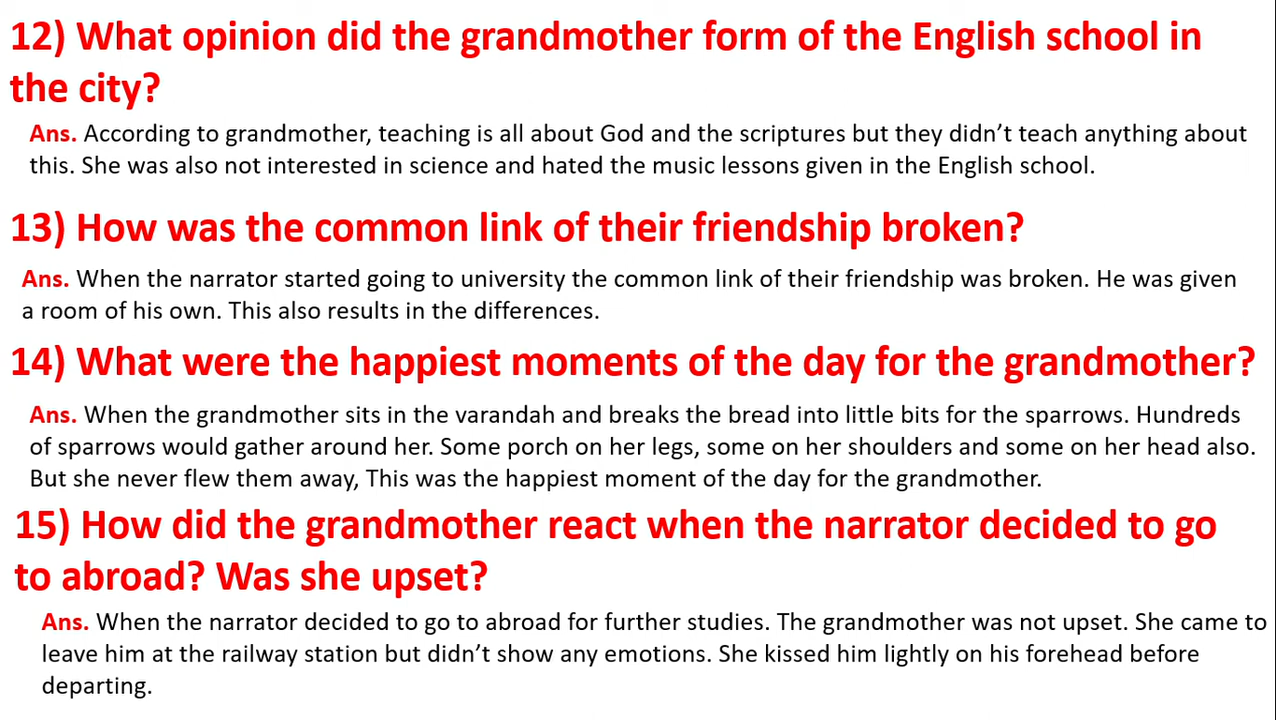 12) What opinion did the grandmother form of the English school in
the city?
Ans. According to grandmother, teaching is all about God and the scriptures but they didn't teach anything about
this. She was also not interested in science and hated the music lessons given in the English school.
13) How was the common link of their friendship broken?
Ans. When the narrator started going to university the common link of their friendship was broken. He was given
a room of his own. This also results in the differences.
14) What were the happiest moments of the day for the grandmother?
Ans. When the grandmother sits in the varandah and breaks the bread into little bits for the sparrows. Hundreds
of sparrows would gather around her. Some porch on her legs, some on her shoulders and some on her head also.
But she never flew them away, This was the happiest moment of the day for the grandmother.
15) How did the grandmother react when the narrator decided to go
to abroad? Was she upset?
Ans. When the narrator decided to go to abroad for further studies. The grandmother was not upset. She came to
leave him at the railway station but didn't show any emotions. She kissed him lightly on his forehead before
departing.